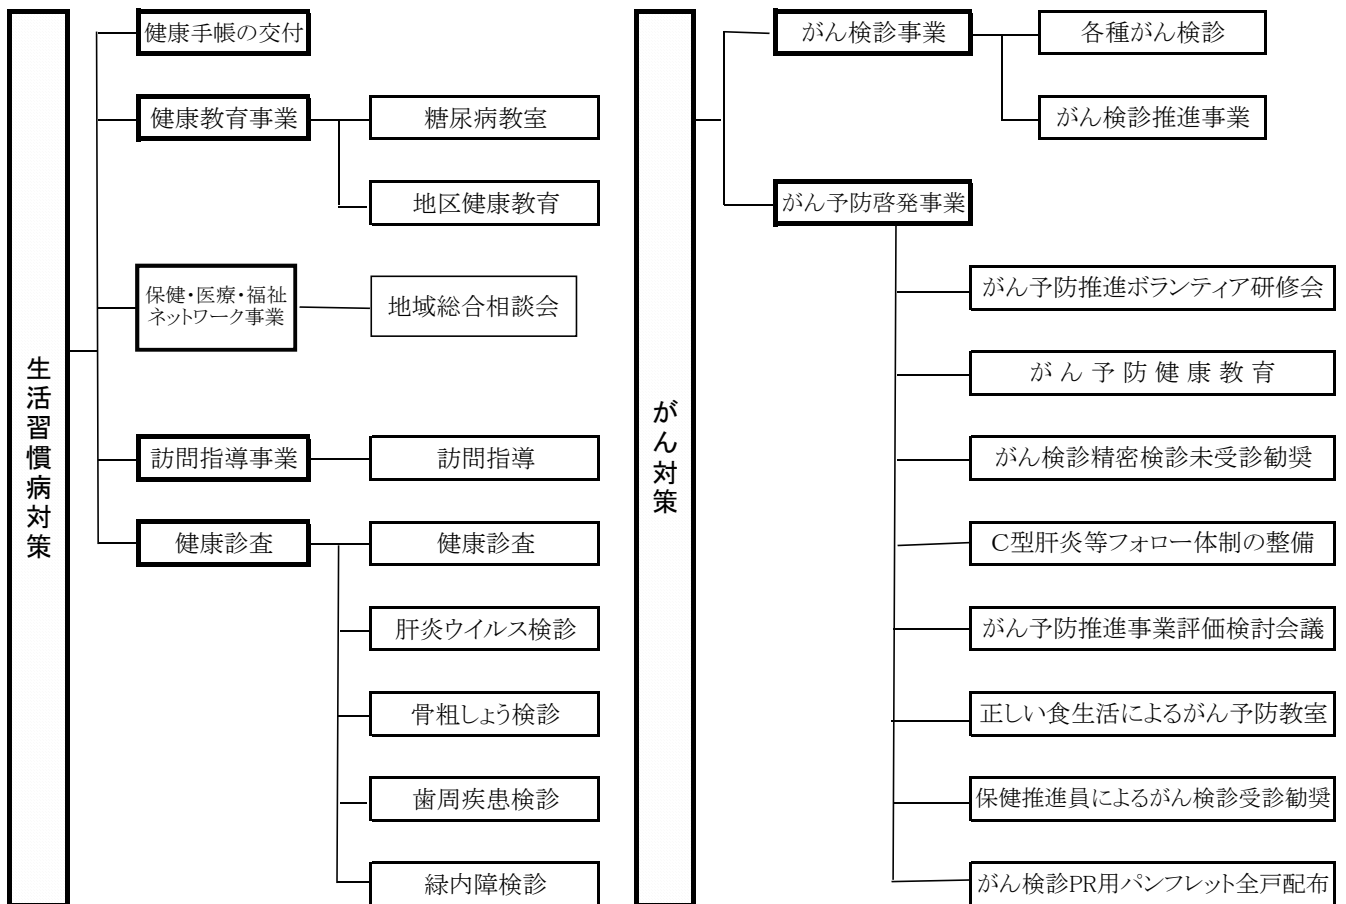 生活習慣病対策
健康手帳の交付
健康教育事業
糖尿病教室
地区健康教育
保健・医療・福祉
ネットワーク事業
地域総合相談会
訪問指導事業
訪問指導
健康診査
健康診査
肝炎ウイルス検診
骨粗しょう検診
歯周疾患検診
緑内障検診
がん対策
がん検診事業
各種がん検診
がん検診推進事業
がん予防啓発事業
がん予防推進ボランティア研修会
がん予防健康教育
がん検診精密検診未受診勧奨
C型肝炎等フォロー体制の整備
がん予防推進事業評価検討会議
正しい食生活によるがん予防教室
保健推進員によるがん検診受診勧奨
がん検診PR用パンフレット全戸配布